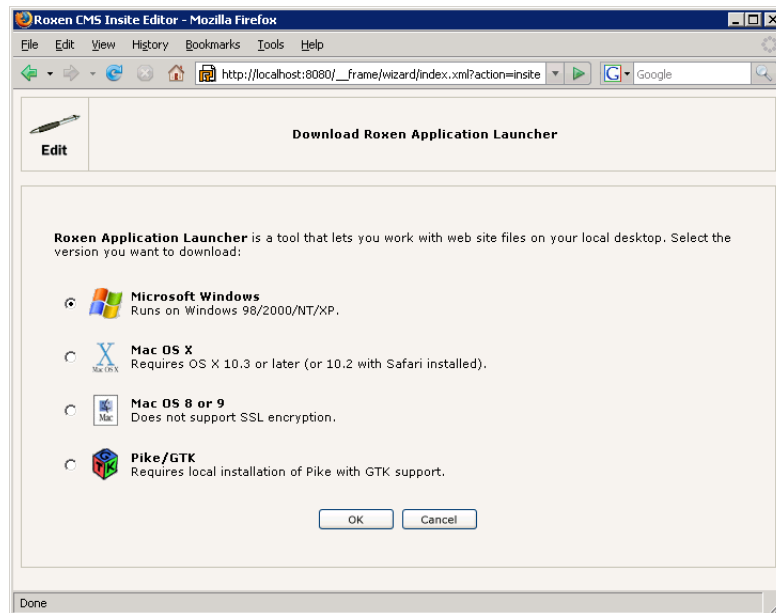 Roxen CMS Insite Editor - Mozilla Firefox
File Edit View History Bookmarks Tools Help
http://localhost:8080/__frame/wizard/index.xml?action=insite
G Google
Edit
Download Roxen Application Launcher
Roxen Application Launcher is a tool that lets you work with web site files on your local desktop. Select the
version you want to download:
Microsoft Windows
Runs on Windows 98/2000/NT/XP.
Mac OS X
Mac OS X
Requires OS X 10.3 or later (or 10.2 with Safari installed).
Mac OS 8 or 9
Mac
Does not support SSL encryption.
Pike/GTK
GTK
Requires local installation of Pike with GTK support.
OK Cancel
Done